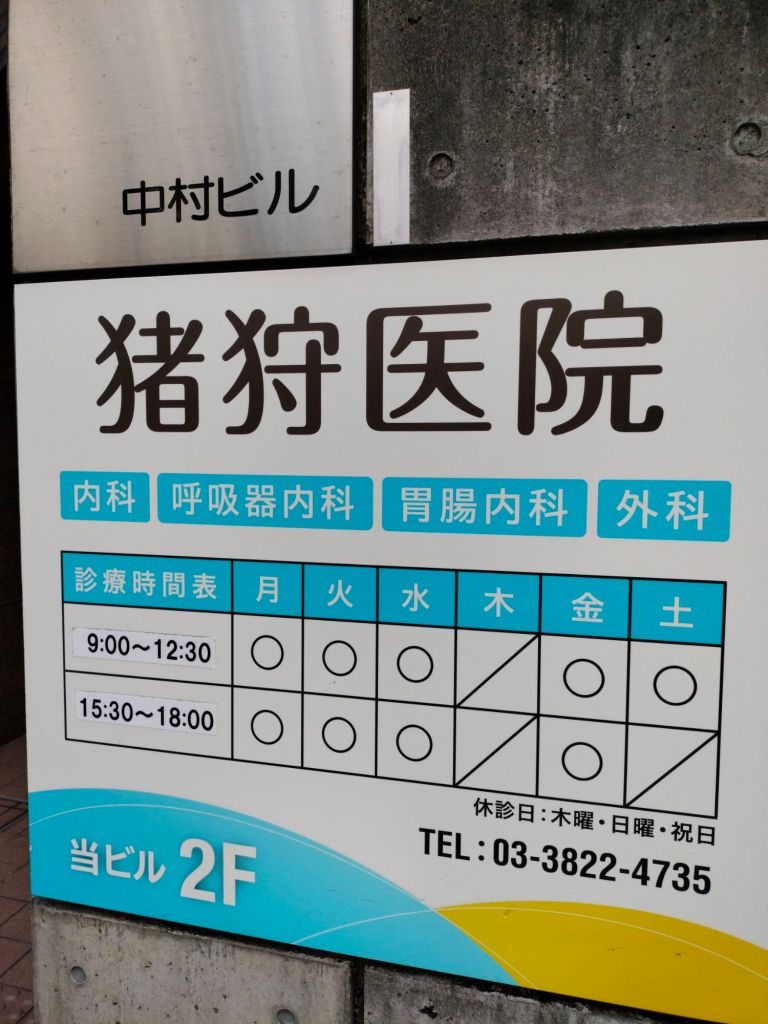 中村ビル
猪狩医院
内科 呼吸器内科 胃腸内科 外科
診療時間表 月 火 水 木 金 土
9:00〜12:30 ○ ○ ○ ／ ○ ○
15:30〜18:00 ○ ○ ○ ／ ○ ／
休診日：木曜・日曜・祝日
TEL：03-3822-4735
当ビル 2F